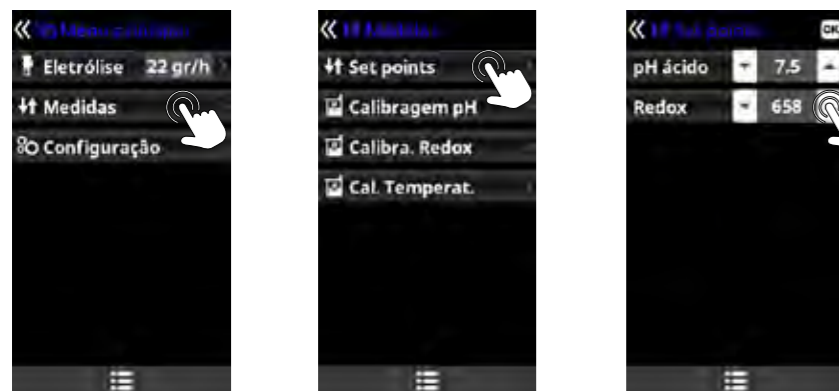 Eletrólise 22 gr/h
Medidas
Configuração
Set points
Calibragem pH
Calibra. Redox
Cal. Temperat.
OK
pH ácido 7.5
Redox 658